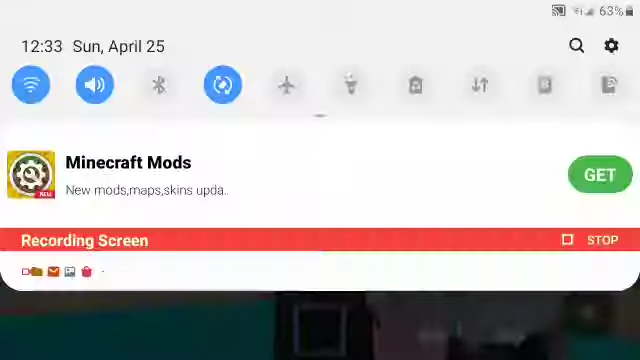 63%
12:33 Sun, April 25
Minecraft Mods
New mods,maps,skins upda..
GET
Recording Screen
STOP